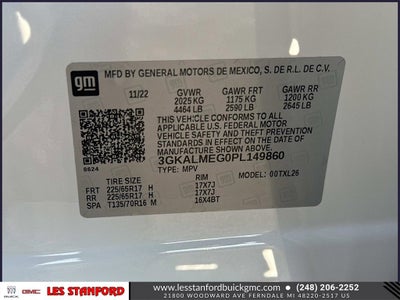 gm
MFD BY GENERAL MOTORS DE MEXICO, S. DE R.L. DE C.V.
11/22 GVWR GAWR FRT GAWR RR
2025 KG 1175 KG 1200 KG
4464 LB 2590 LB 2645 LB
THIS VEHICLE CONFORMS TO ALL
APPLICABLE U.S. FEDERAL MOTOR
VEHICLE SAFETY AND THEFT
PREVENTION STANDARDS IN EFFECT
ON THE DATE OF MANUFACTURE
SHOWN ABOVE.
3GKALMEG0PL149860
TYPE: MPV MODEL: 00TXL26
6624
TIRE SIZE RIM
FRT 225/65R17 H 17X7J
RR 225/65R17 H 17X7J
SPA T135/70R16 M 16X4BT
BUICK GMC LES STANFORD
www.lesstanfordbuickgmc.com (248) 206-2252
21800 WOODWARD AVE FERNDALE MI 48220-2517 US